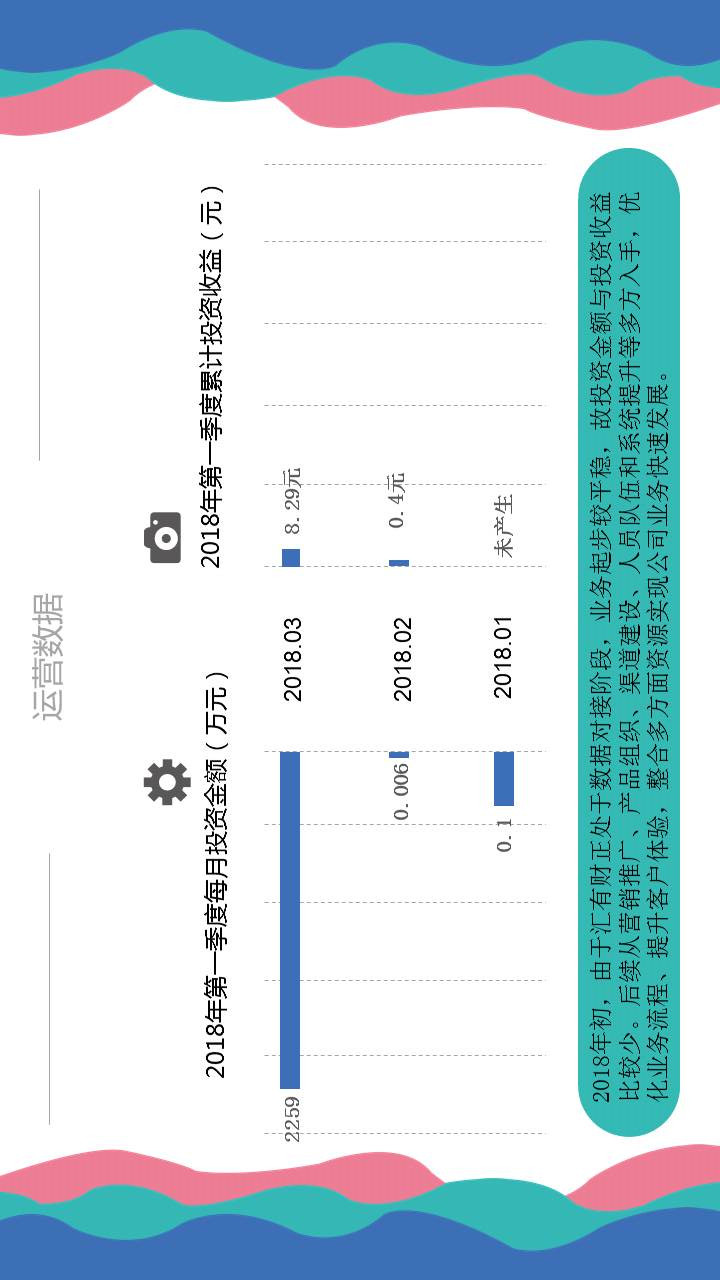 运营数据
2018年第一季度每月投资金额（万元）
2018年第一季度累计投资收益（元）
2259
2018.03
8.29元
0.006
2018.02
0.4元
0.1
2018.01
未产生
2018年初，由于汇有财正处于数据对接阶段，业务起步较平稳，故投资金额与投资收益
比较少。后续从营销推广、产品组织、渠道建设、人员队伍和系统提升等多方入手，优
化业务流程、提升客户体验，整合多方面资源实现公司业务快速发展。